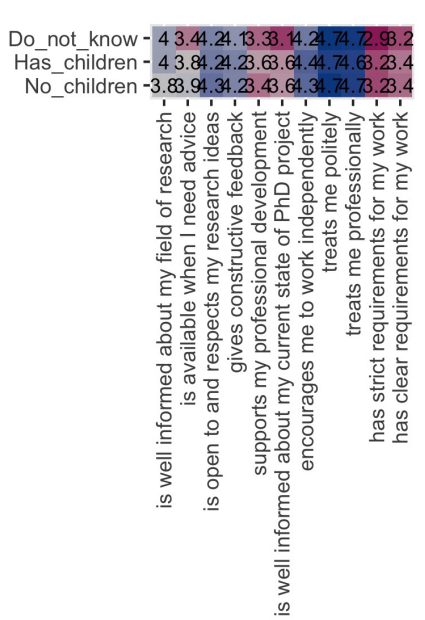 Do_not_know 4 3.4 4.2 4.1 3.3 3.1 4.2 4.7 4.7 2.9 3.2
Has_children 4 3.8 4.2 4.2 3.6 3.6 4.4 4.7 4.6 3.2 3.4
No_children 3.8 3.9 4.3 4.2 3.4 3.6 4.3 4.7 4.7 3.2 3.4
is well informed about my field of research
is available when I need advice
is open to and respects my research ideas
gives constructive feedback
supports my professional development
is well informed about my current state of PhD project
encourages me to work independently
treats me politely
treats me professionally
has strict requirements for my work
has clear requirements for my work